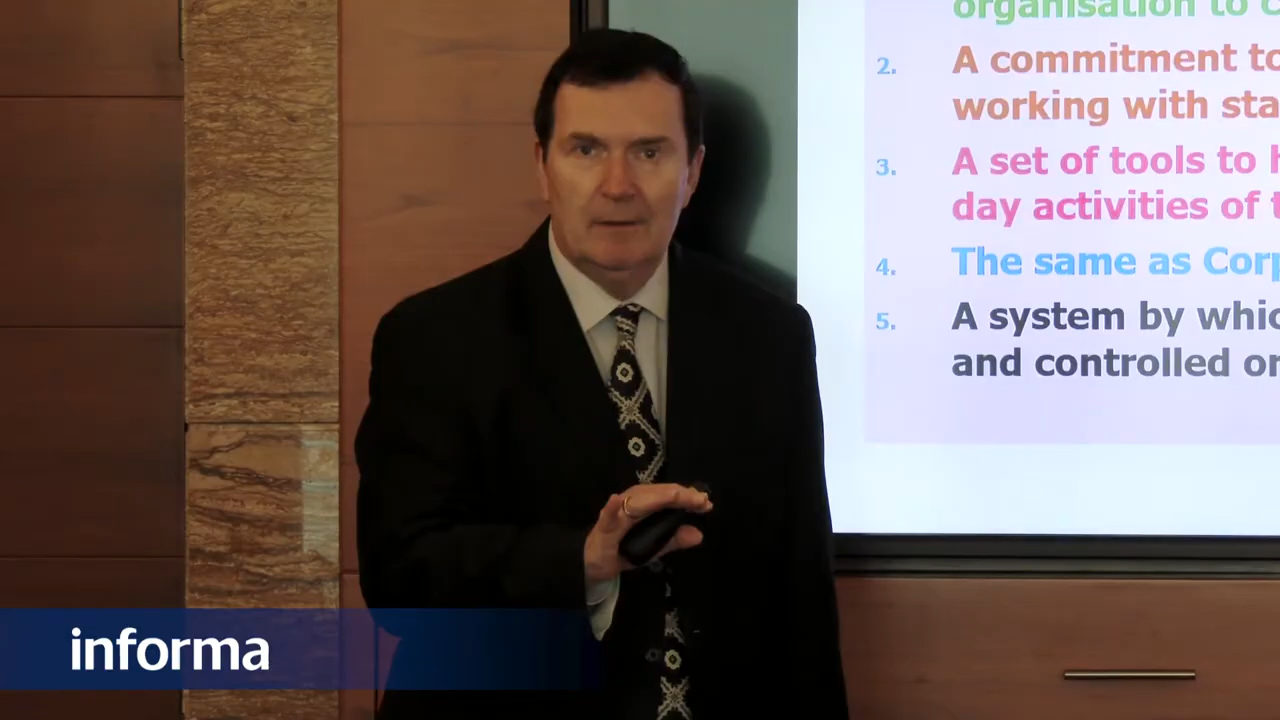 organisation to c
2. A commitment to
working with sta
3. A set of tools to h
day activities of t
4. The same as Corp
5. A system by whic
and controlled or
informa